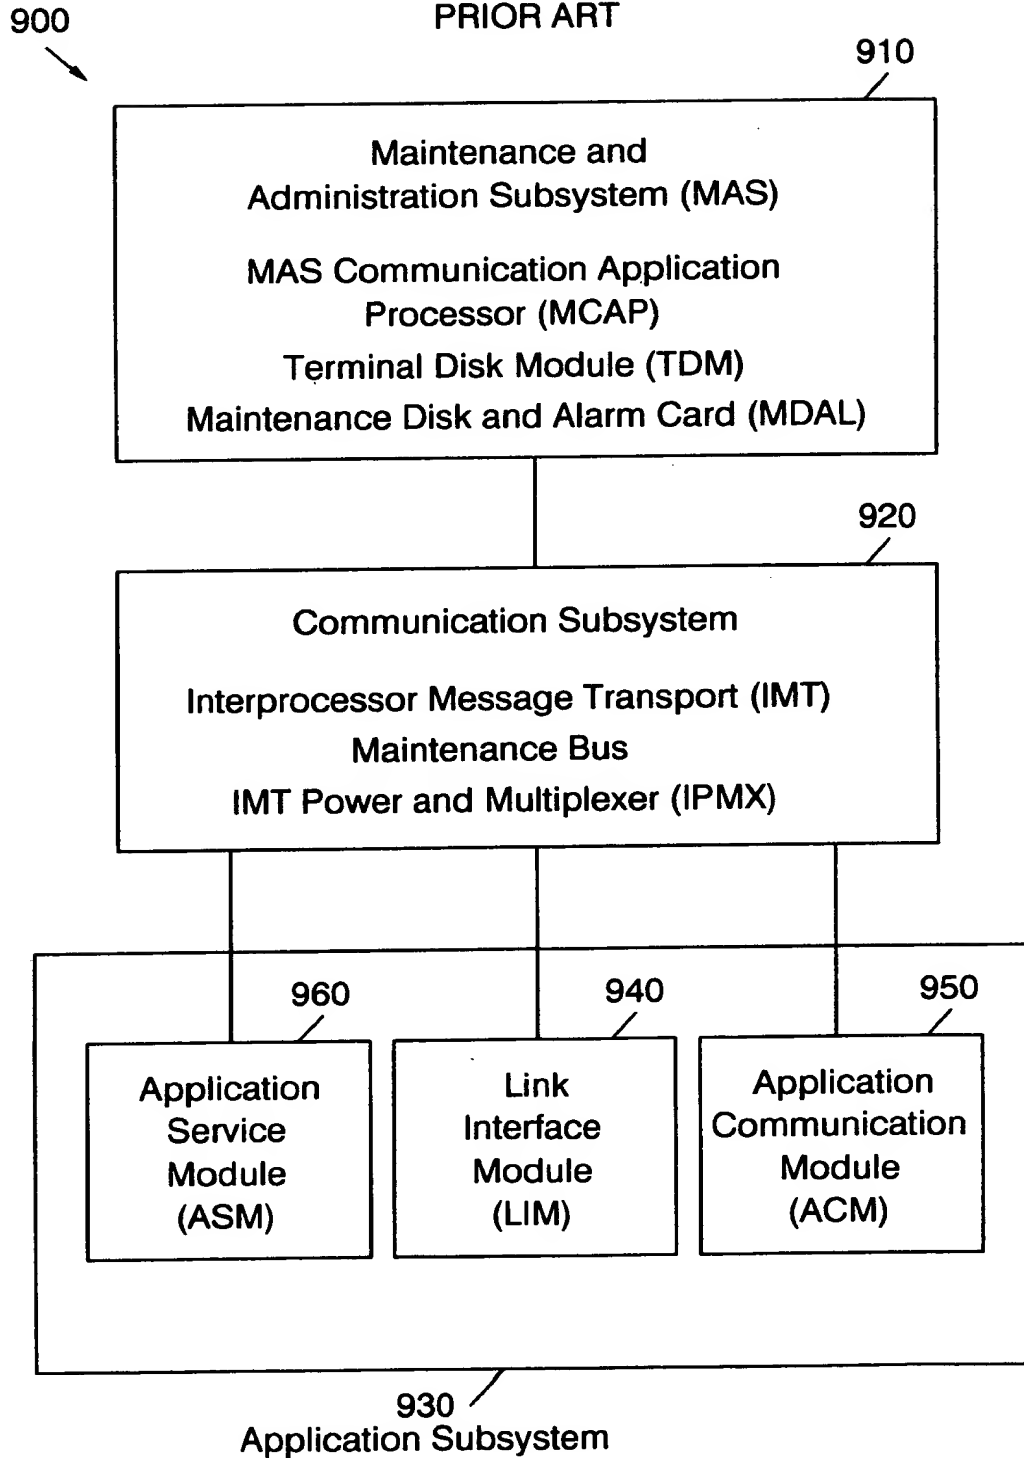 PRIOR ART
900
910
Maintenance and
Administration Subsystem (MAS)
MAS Communication Application
Processor (MCAP)
Terminal Disk Module (TDM)
Maintenance Disk and Alarm Card (MDAL)
920
Communication Subsystem
Interprocessor Message Transport (IMT)
Maintenance Bus
IMT Power and Multiplexer (IPMX)
960
Application
Service
Module
(ASM)
940
Link
Interface
Module
(LIM)
950
Application
Communication
Module
(ACM)
930
Application Subsystem